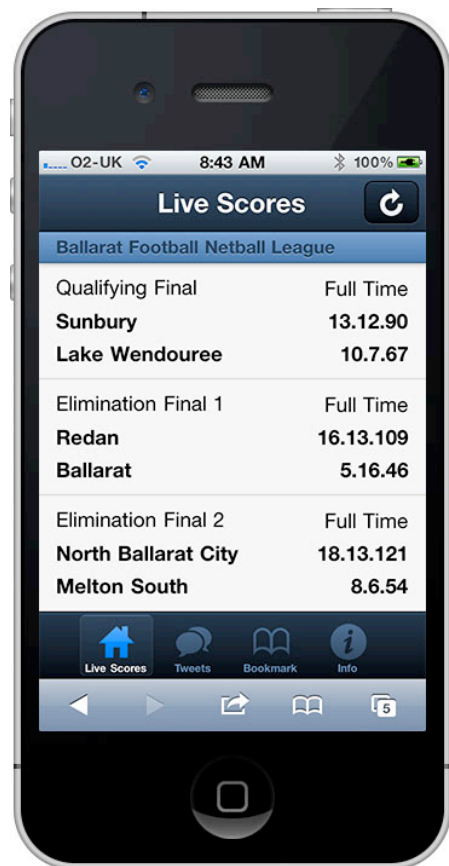 O2-UK 8:43 AM 100%
Live Scores
Ballarat Football Netball League
Qualifying Final Full Time
Sunbury 13.12.90
Lake Wendouree 10.7.67
Elimination Final 1 Full Time
Redan 16.13.109
Ballarat 5.16.46
Elimination Final 2 Full Time
North Ballarat City 18.13.121
Melton South 8.6.54
Live Scores Tweets Bookmark Info
5